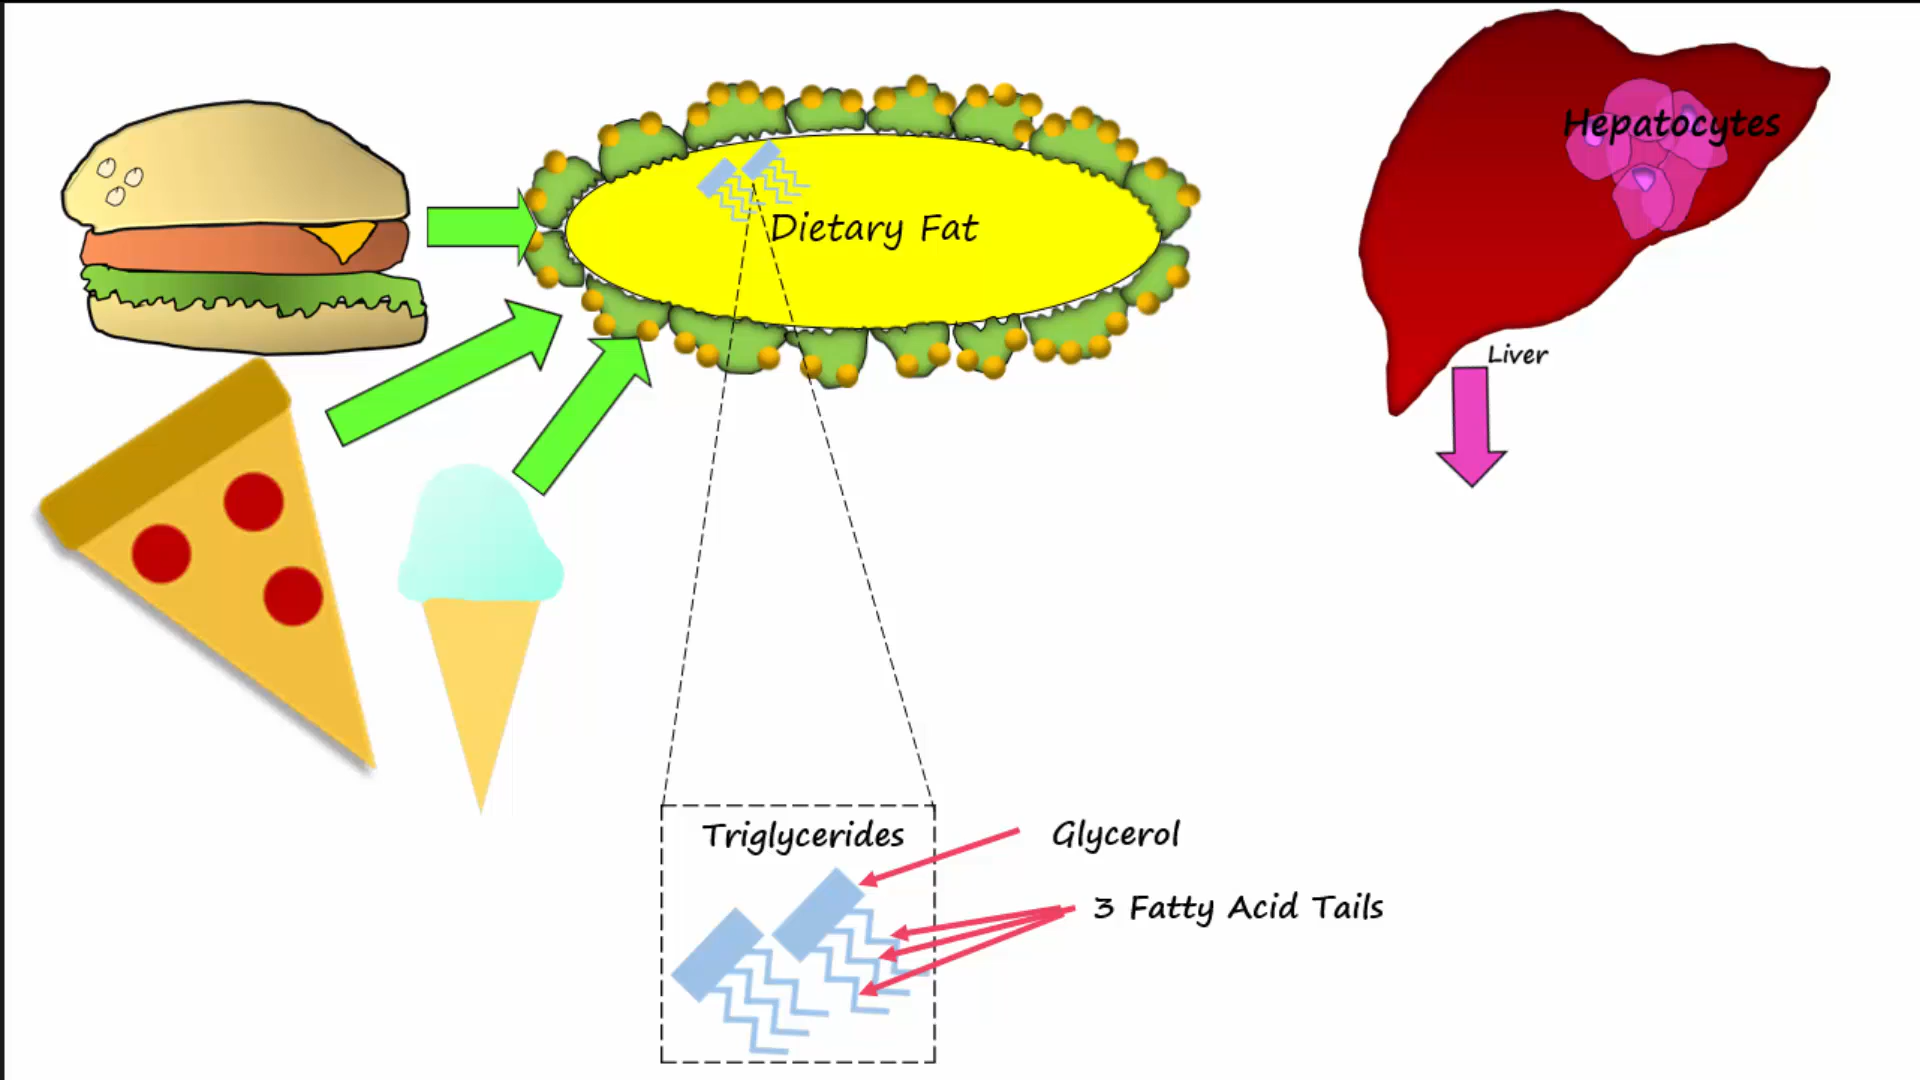 Hepatocytes
Dietary Fat
Liver
Triglycerides
Glycerol
3 Fatty Acid Tails